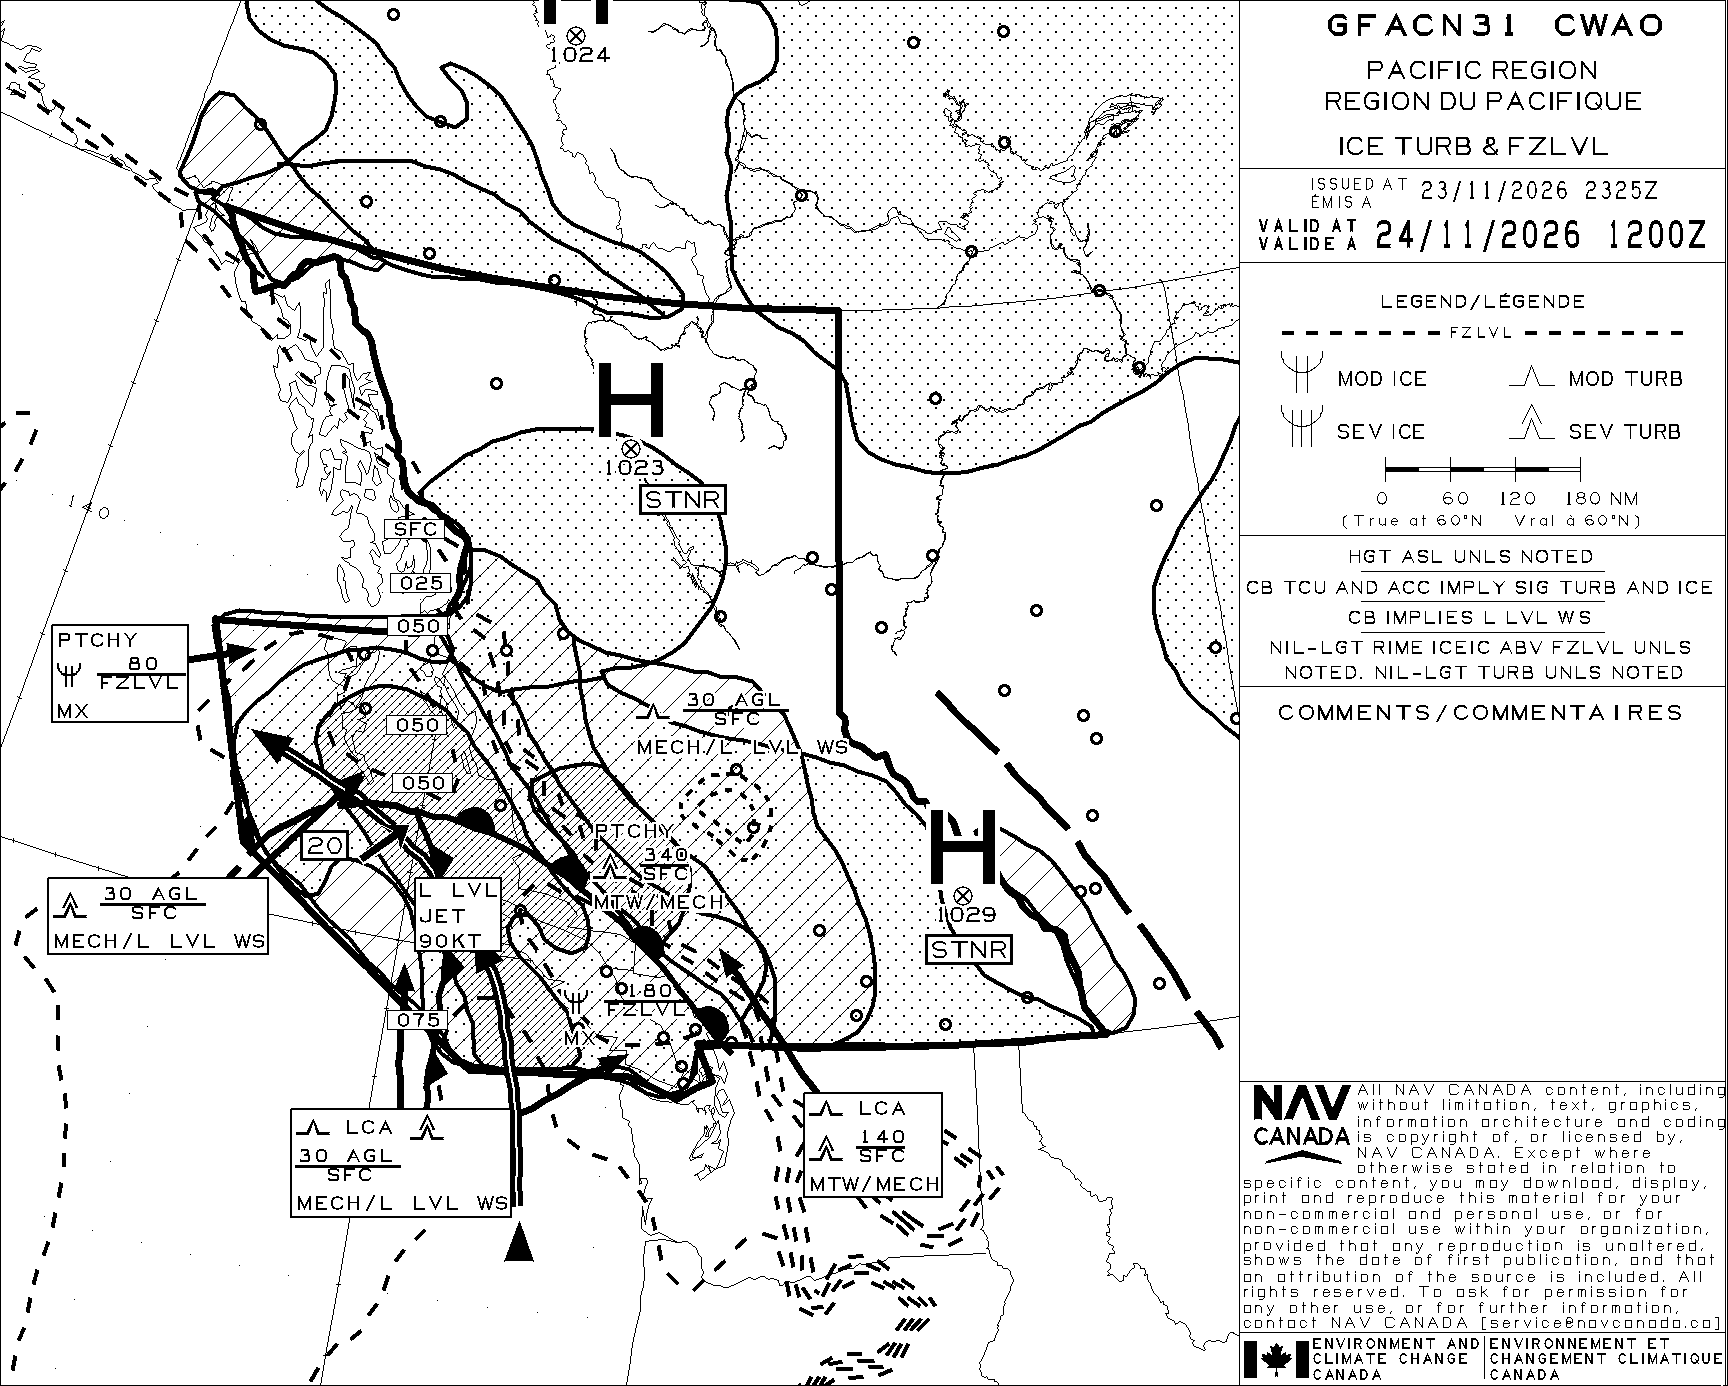 H
1024
H
1023
STNR
140
SFC
025
050
PTCHY
80
FZLVL
MX
30 AGL
SFC
MECH/L LVL WS
050
050
20
PTCHY
340
SFC
MTW/MECH
H
1029
STNR
30 AGL
SFC
MECH/L LVL WS
L LVL
JET
90KT
180
FZLVL
MX
075
LCA
30 AGL
SFC
MECH/L LVL WS
LCA
140
SFC
MTW/MECH
GFACN31 CWAO
PACIFIC REGION
REGION DU PACIFIQUE
ICE TURB & FZLVL
ISSUED AT 23/11/2026 2325Z
ÉMIS A
VALID AT 24/11/2026 1200Z
VALIDE A
LEGEND/LÉGENDE
FZLVL
MOD ICE MOD TURB
SEV ICE SEV TURB
0 60 120 180 NM
(True at 60°N Vrai à 60°N)
HGT ASL UNLS NOTED
CB TCU AND ACC IMPLY SIG TURB AND ICE
CB IMPLIES L LVL WS
NIL-LGT RIME ICEIC ABV FZLVL UNLS
NOTED. NIL-LGT TURB UNLS NOTED
COMMENTS/COMMENTAIRES
NAV
CANADA
All NAV CANADA content, including
without limitation, text, graphics,
information architecture and coding
is copyright of, or licensed by,
NAV CANADA. Except where
otherwise stated in relation to
specific content, you may download, display,
print and reproduce this material for your
non-commercial and personal use, or for
non-commercial use within your organization,
provided that any reproduction is unaltered,
shows the date of first publication, and that
an attribution of the source is included. All
rights reserved. To ask for permission for
any other use, or for further information,
contact NAV CANADA [service@navcanada.ca]
ENVIRONMENT AND
CLIMATE CHANGE
CANADA
ENVIRONNEMENT ET
CHANGEMENT CLIMATIQUE
CANADA